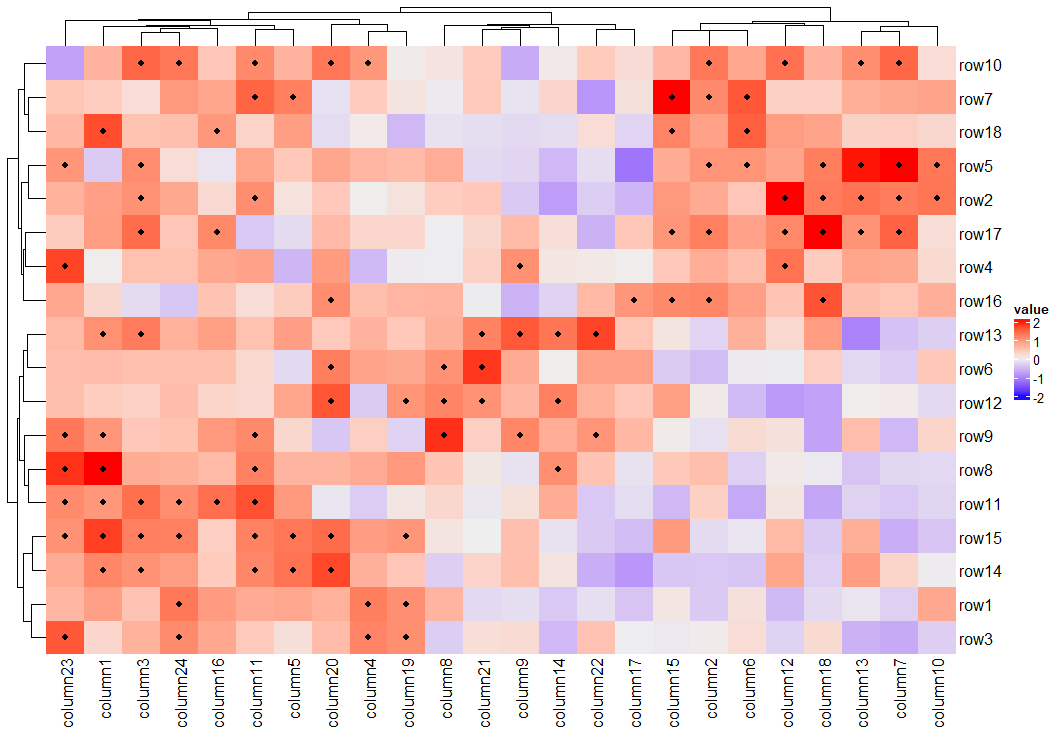 row10
row7
row18
row5
row2
row17
row4
row16
row13
row6
row12
row9
row8
row11
row15
row14
row1
row3
value
2
1
0
-1
-2
column23
column1
column3
column24
column16
column11
column5
column20
column4
column19
column8
column21
column9
column14
column22
column17
column15
column2
column6
column12
column18
column13
column7
column10